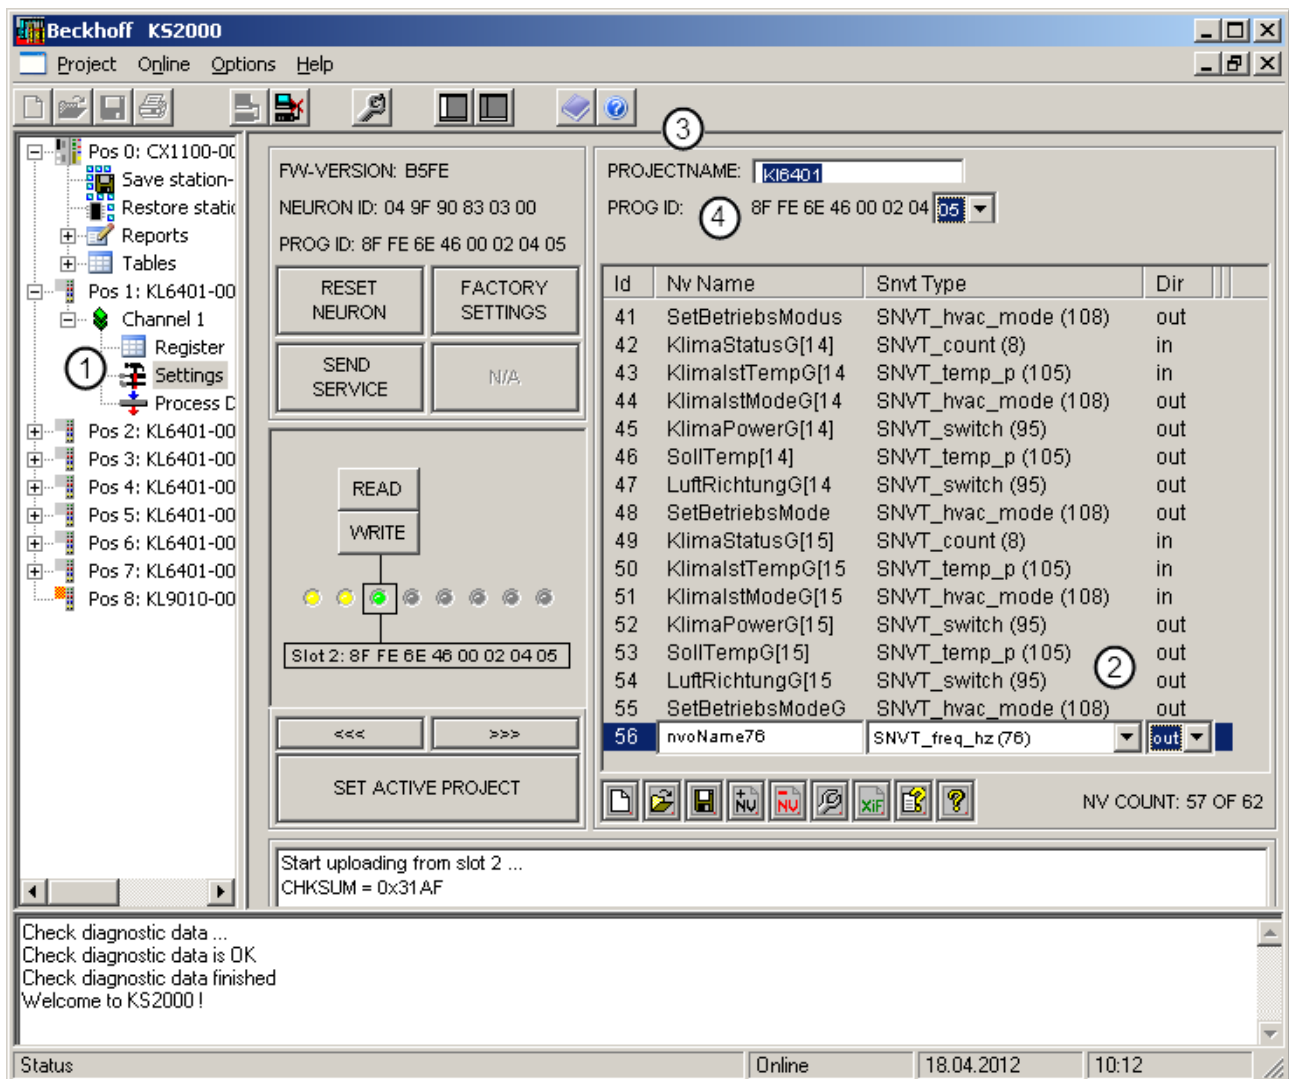 Beckhoff KS2000
Project Online Options Help
Pos 0: CX1100-00
Save station-
Restore static
Reports
Tables
Pos 1: KL6401-00
Channel 1
Register
1
Settings
Process D
Pos 2: KL6401-00
Pos 3: KL6401-00
Pos 4: KL6401-00
Pos 5: KL6401-00
Pos 6: KL6401-00
Pos 7: KL6401-00
Pos 8: KL9010-00
FW-VERSION: B5FE
NEURON ID: 04 9F 90 83 03 00
PROG ID: 8F FE 6E 46 00 02 04 05
RESET NEURON
FACTORY SETTINGS
SEND SERVICE
N/A
READ
WRITE
Slot 2: 8F FE 6E 46 00 02 04 05
<<< >>>
SET ACTIVE PROJECT
3
PROJECTNAME: Kl6401
PROG ID: 4 8F FE 6E 46 00 02 04 05
Id Nv Name Snvt Type Dir
41 SetBetriebsModus SNVT_hvac_mode (108) out
42 KlimaStatusG[14] SNVT_count (8) in
43 KlimaIstTempG[14 SNVT_temp_p (105) in
44 KlimaIstModeG[14 SNVT_hvac_mode (108) out
45 KlimaPowerG[14] SNVT_switch (95) out
46 SollTemp[14] SNVT_temp_p (105) out
47 LuftRichtungG[14 SNVT_switch (95) out
48 SetBetriebsMode SNVT_hvac_mode (108) out
49 KlimaStatusG[15] SNVT_count (8) in
50 KlimaIstTempG[15 SNVT_temp_p (105) in
51 KlimaIstModeG[15 SNVT_hvac_mode (108) in
52 KlimaPowerG[15] SNVT_switch (95) out
53 SollTempG[15] SNVT_temp_p (105) out
2
54 LuftRichtungG[15 SNVT_switch (95) out
55 SetBetriebsModeG SNVT_hvac_mode (108) out
56 nvoName76 SNVT_freq_hz (76) out
NV NV XiF NV COUNT: 57 OF 62
Start uploading from slot 2 ...
CHKSUM = 0x31AF
Check diagnostic data ...
Check diagnostic data is OK
Check diagnostic data finished
Welcome to KS2000 !
Status Online 18.04.2012 10:12